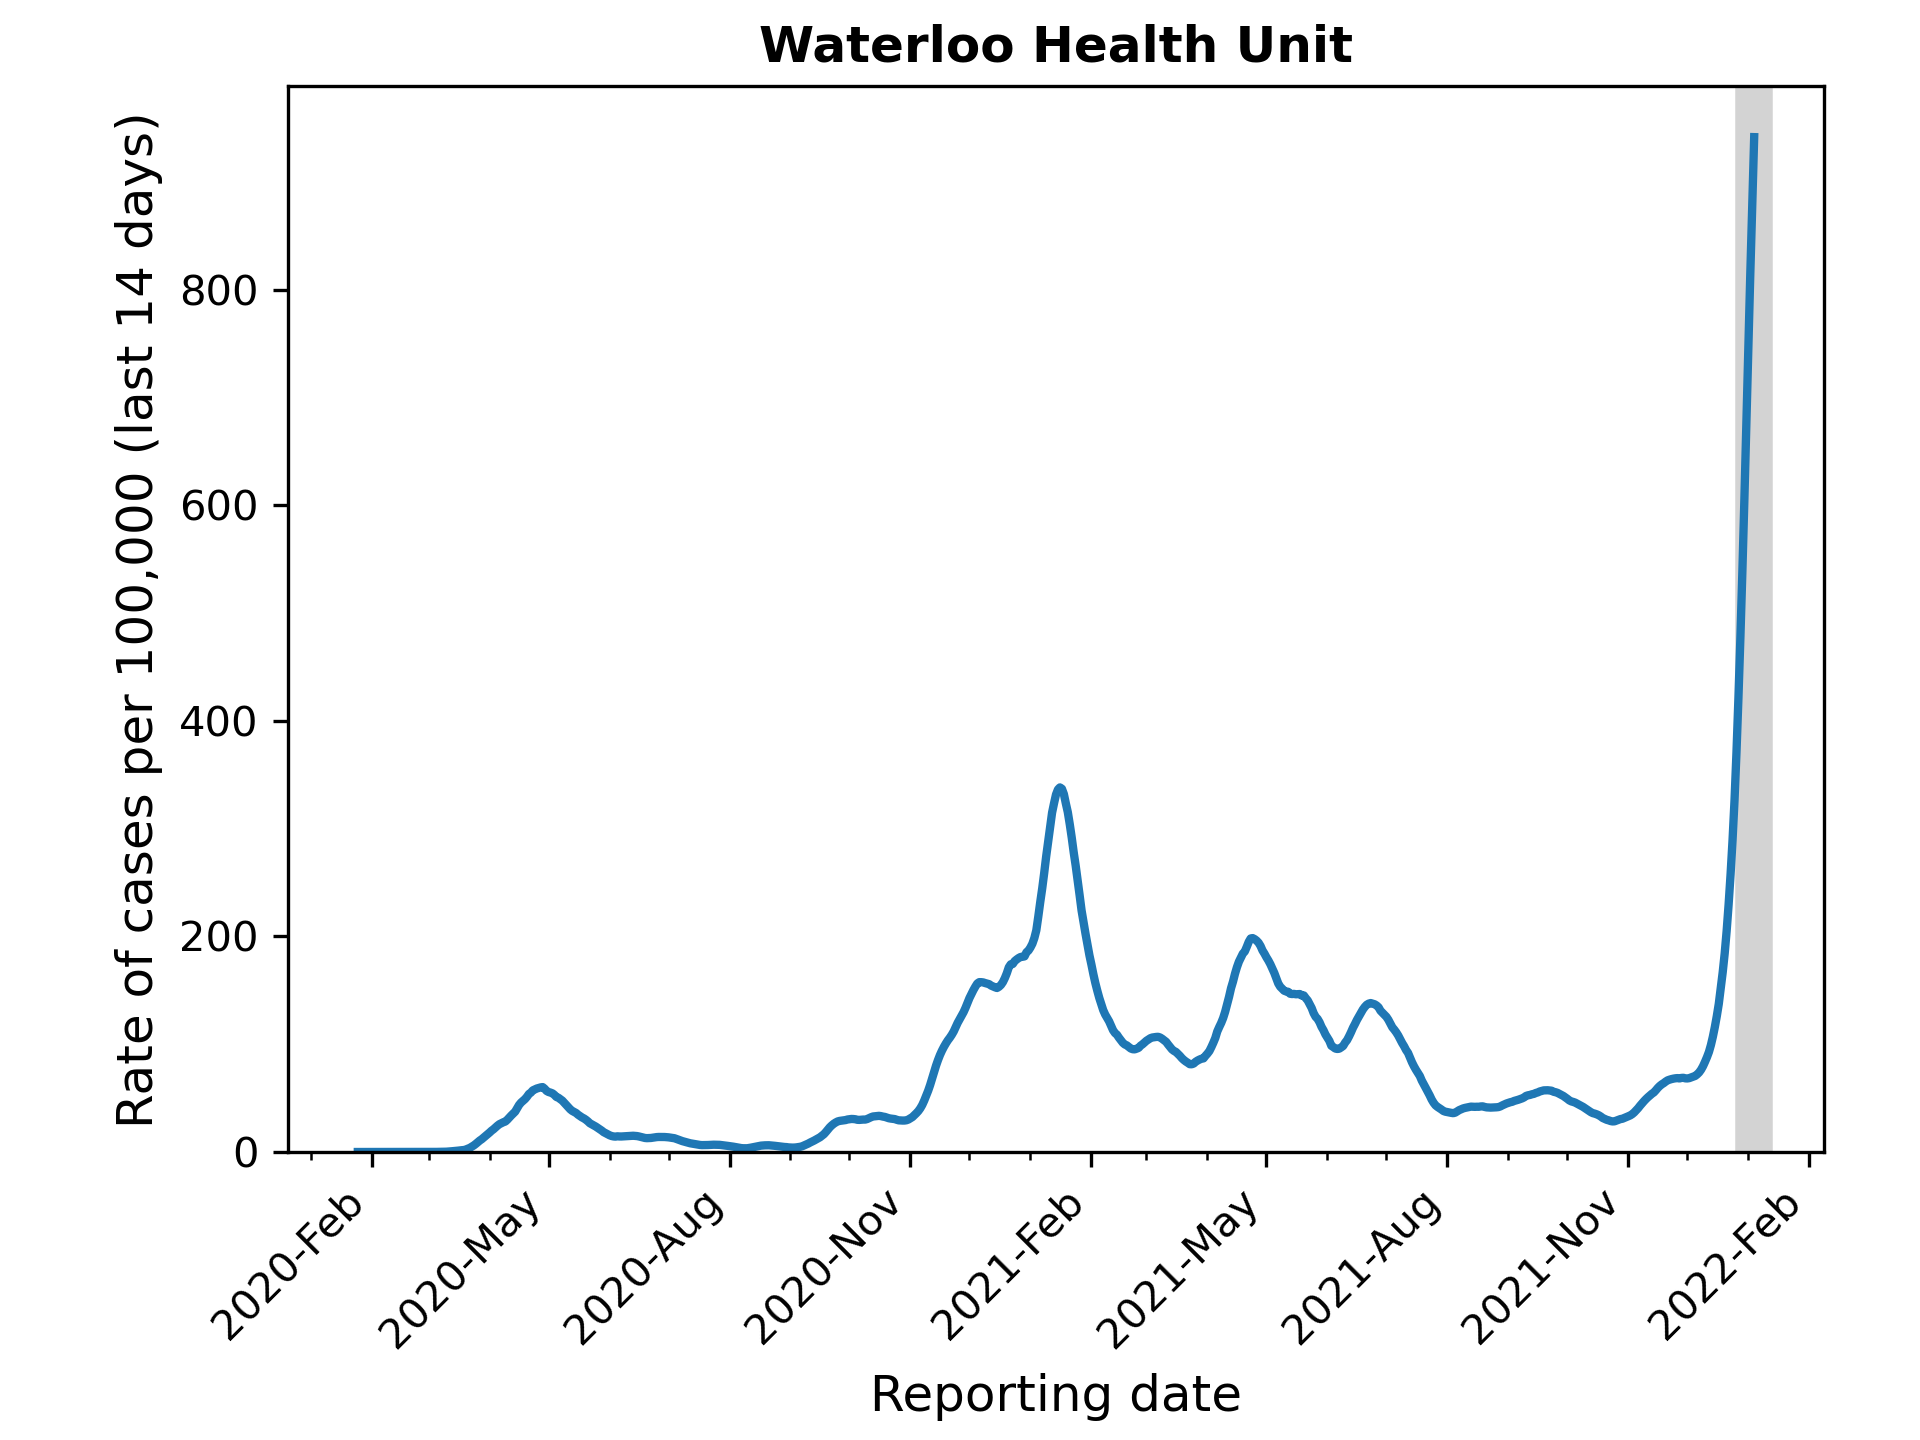 Waterloo Health Unit
Rate of cases per 100,000 (last 14 days)
800
600
400
200
0
2020-Feb
2020-May
2020-Aug
2020-Nov
2021-Feb
2021-May
2021-Aug
2021-Nov
2022-Feb
Reporting date